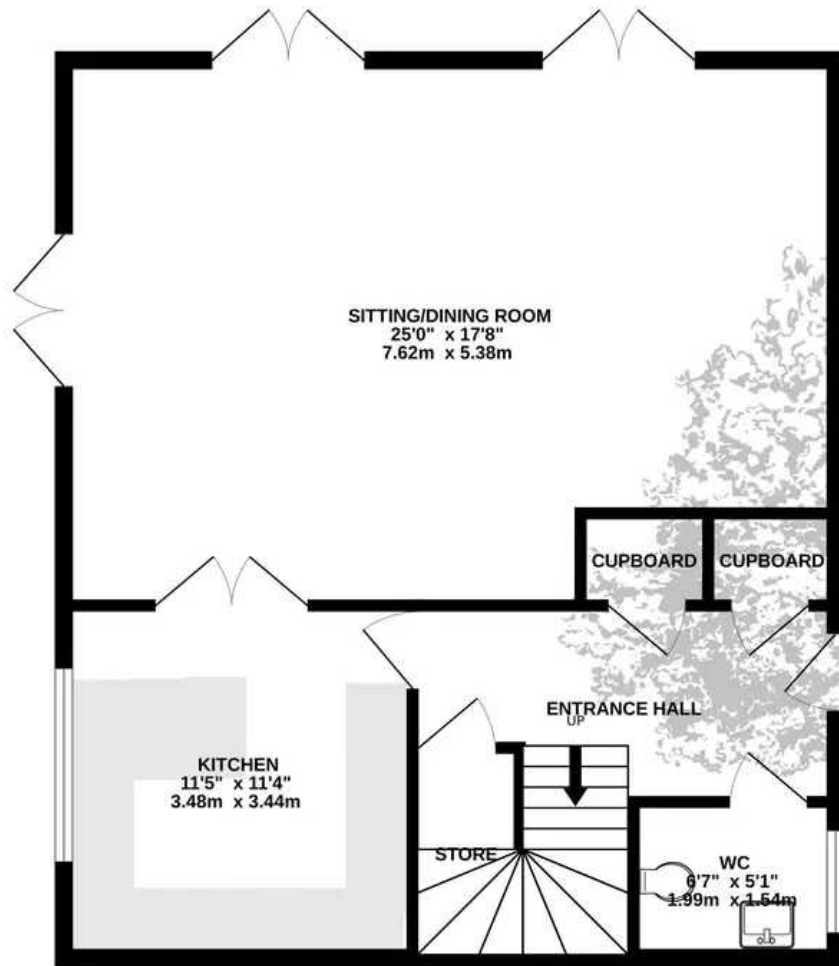 SITTING/DINING ROOM
25'0" x 17'8"
7.62m x 5.38m
CUPBOARD
CUPBOARD
ENTRANCE HALL
UP
KITCHEN
11'5" x 11'4"
3.48m x 3.44m
STORE
WC
6'7" x 5'1"
1.99m x 1.54m